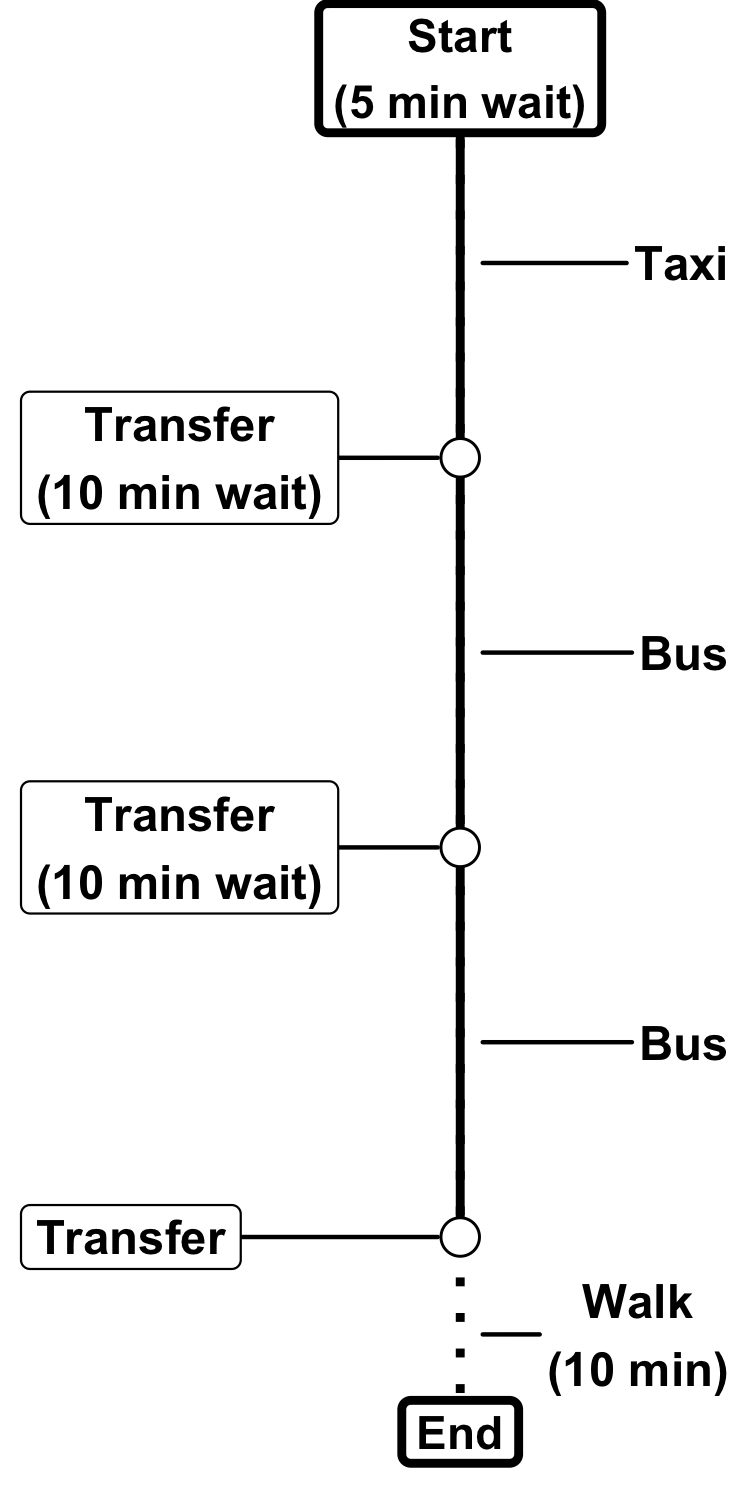 Start
(5 min wait)
Taxi
Transfer
(10 min wait)
Bus
Transfer
(10 min wait)
Bus
Transfer
Walk
(10 min)
End